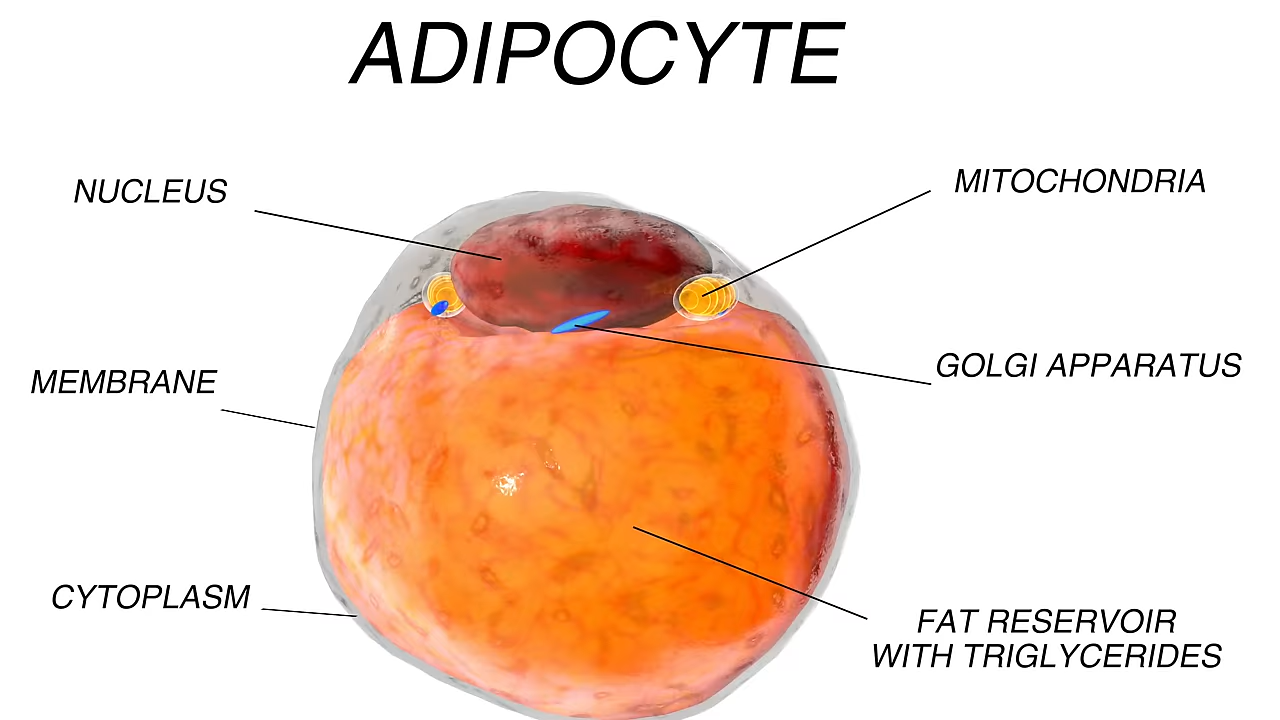 ADIPOCYTE
NUCLEUS
MITOCHONDRIA
MEMBRANE
GOLGI APPARATUS
CYTOPLASM
FAT RESERVOIR
WITH TRIGLYCERIDES